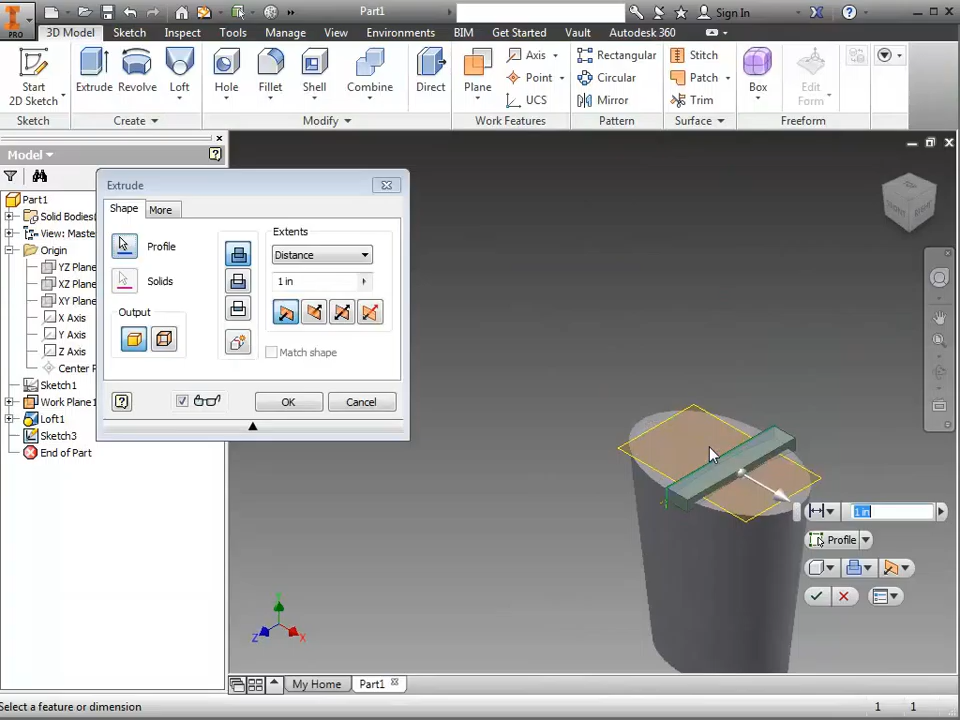 PRO
Part1
Sign In
3D Model Sketch Inspect Tools Manage View Environments BIM Get Started Vault Autodesk 360
Start
2D Sketch
Extrude Revolve Loft
Hole Fillet Shell Combine
Direct
Plane
Axis
Point
UCS
Rectangular
Circular
Mirror
Stitch
Patch
Trim
Box
Edit
Form
Sketch Create Modify Work Features Pattern Surface Freeform
Model
Part1
Solid Bodies(
View: Mast
Origin
YZ Plane
XZ Plane
XY Plane
X Axis
Y Axis
Z Axis
Center P
Sketch1
Work Plane1
Loft1
Sketch3
End of Part
Extrude
Shape More
Profile
Solids
Output
Extents
Distance
1 in
Match shape
OK Cancel
1 in
Profile
Z
Y
X
My Home Part1
Select a feature or dimension
1 1